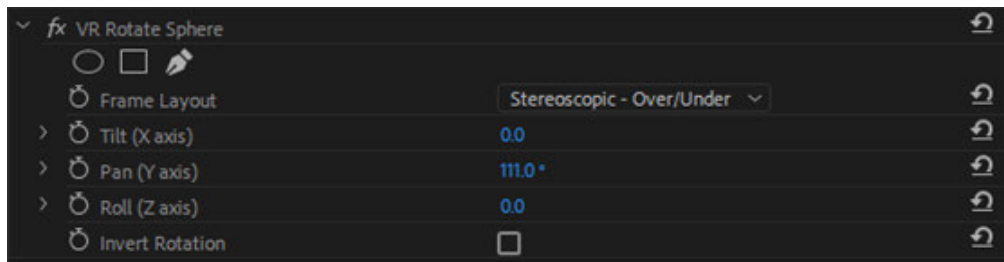 fx VR Rotate Sphere
Frame Layout Stereoscopic - Over/Under
Tilt (X axis) 0.0
Pan (Y axis) 111.0 °
Roll (Z axis) 0.0
Invert Rotation